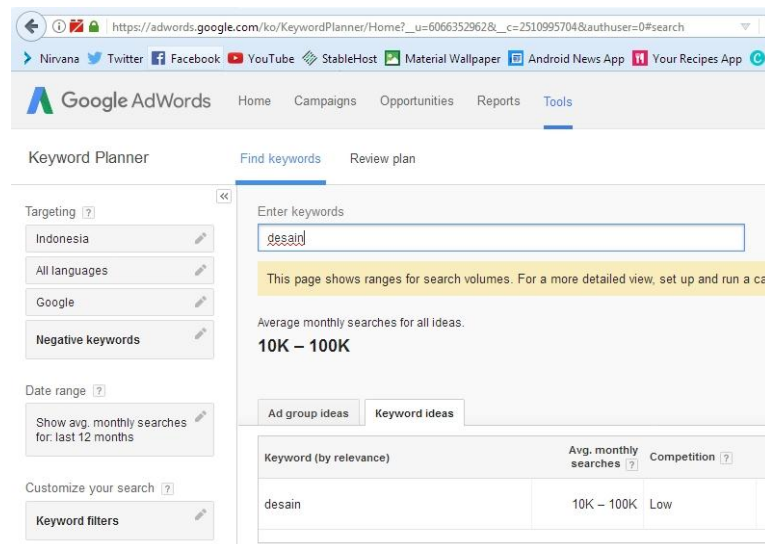 https://adwords.google.com/ko/KeywordPlanner/Home?__u=6066352962&__c=2510995704&authuser=0#search
Nirvana Twitter Facebook YouTube StableHost Material Wallpaper Android News App Your Recipes App
Google AdWords Home Campaigns Opportunities Reports Tools
Keyword Planner Find keywords Review plan
Targeting ?
Indonesia
All languages
Google
Negative keywords
Date range ?
Show avg. monthly searches
for: last 12 months
Customize your search ?
Keyword filters
Enter keywords
desain
This page shows ranges for search volumes. For a more detailed view, set up and run a ca
Average monthly searches for all ideas.
10K – 100K
Ad group ideas Keyword ideas
Keyword (by relevance) Avg. monthly searches ? Competition ?
desain 10K – 100K Low